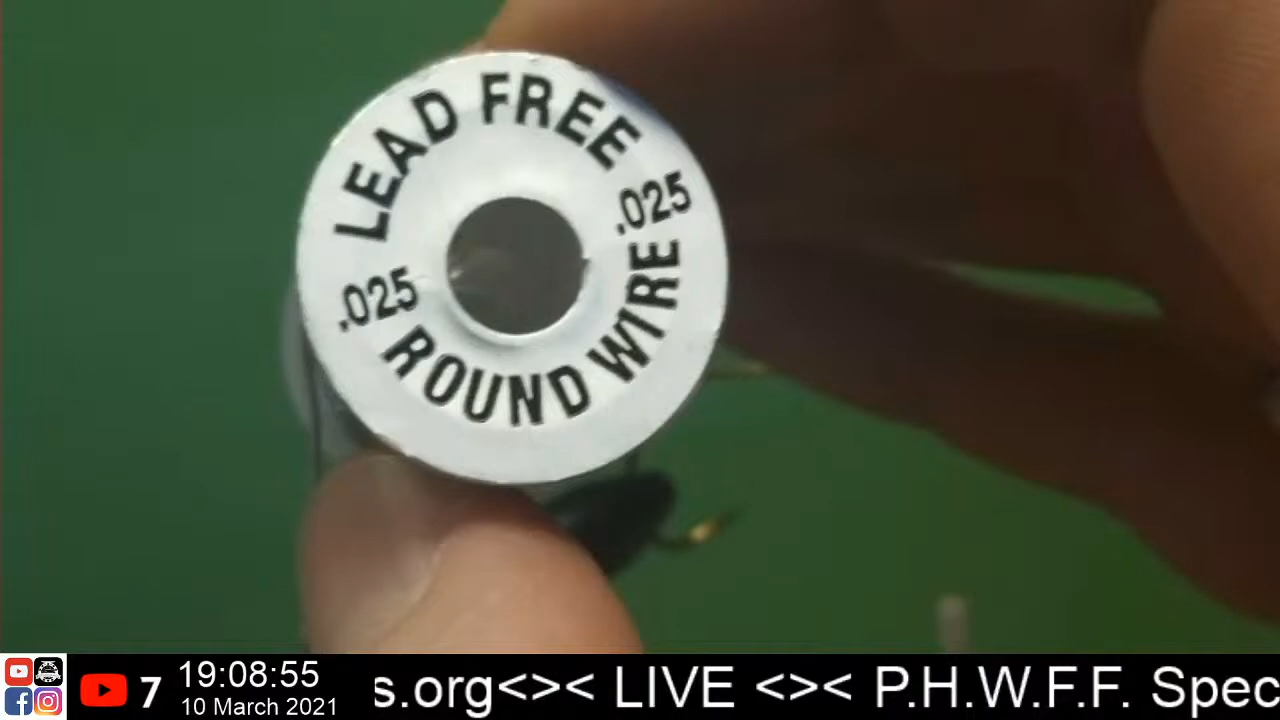 LEAD FREE
.025
.025
ROUND WIRE
7
19:08:55
10 March 2021
s.org<><  LIVE <><  P.H.W.F.F. Spec